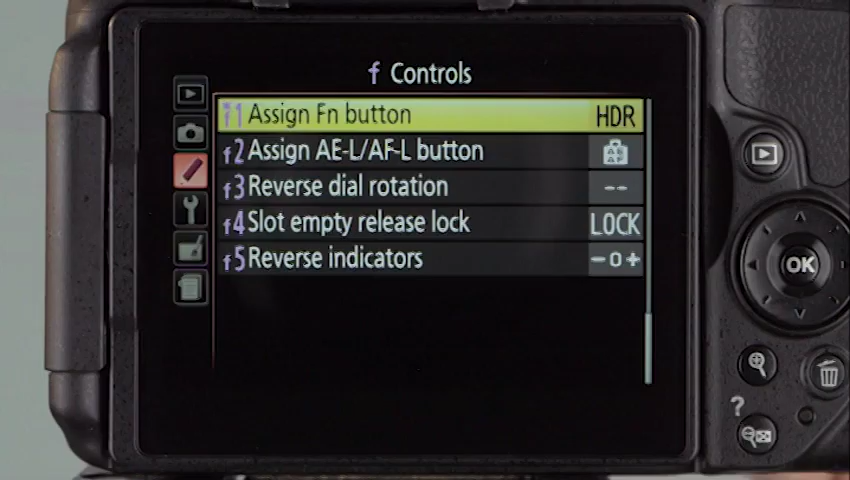 f Controls
f1 Assign Fn button HDR
f2 Assign AE-L/AF-L button
f3 Reverse dial rotation --
f4 Slot empty release lock LOCK
f5 Reverse indicators -0+
OK
?